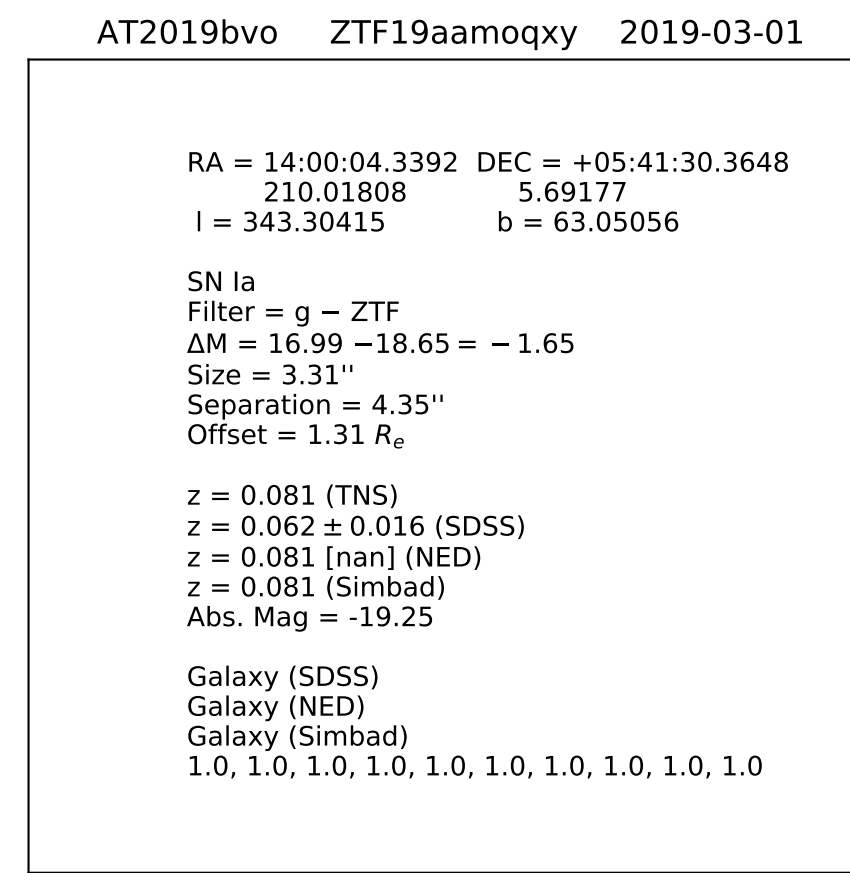 AT2019bvo ZTF19aamoqxy 2019-03-01
RA = 14:00:04.3392 DEC = +05:41:30.3648
210.01808 5.69177
l = 343.30415 b = 63.05056
SN Ia
Filter = g − ZTF
ΔM = 16.99 −18.65 = − 1.65
Size = 3.31''
Separation = 4.35''
Offset = 1.31 Re
z = 0.081 (TNS)
z = 0.062 ± 0.016 (SDSS)
z = 0.081 [nan] (NED)
z = 0.081 (Simbad)
Abs. Mag = -19.25
Galaxy (SDSS)
Galaxy (NED)
Galaxy (Simbad)
1.0, 1.0, 1.0, 1.0, 1.0, 1.0, 1.0, 1.0, 1.0, 1.0